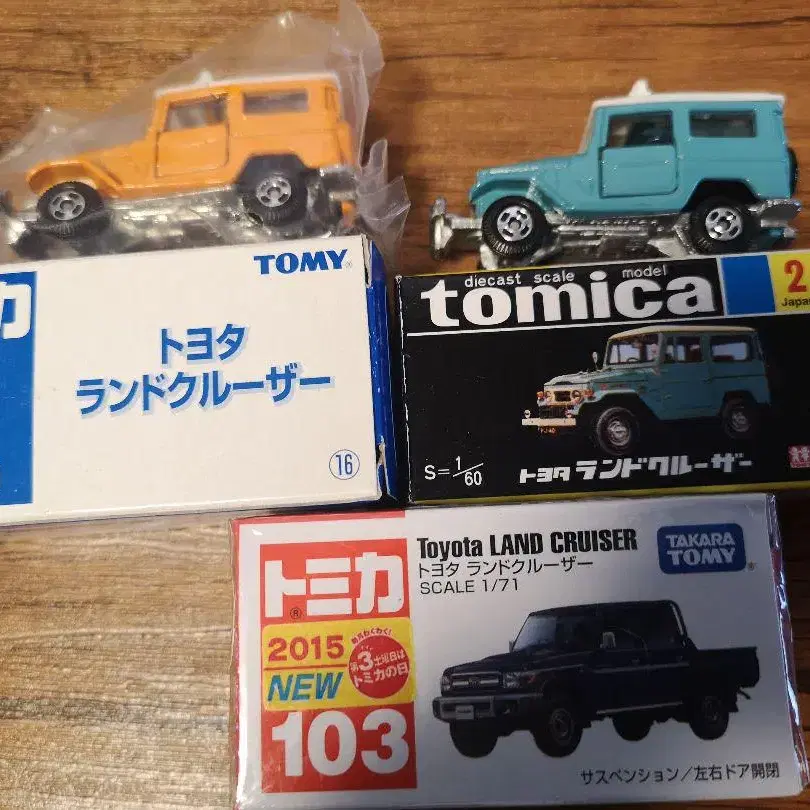 カ
TOMY®
トヨタ
ランドクルーザー
16
diecast scale model
tomica
2
Japan
S=1/60
トヨタ ランドクルーザー
トミカ®
2015
NEW
第3土曜日は
トミカの日
103
Toyota LAND CRUISER
トヨタ ランドクルーザー
SCALE 1/71
TAKARA
TOMY®
サスペンション/左右ドア開閉